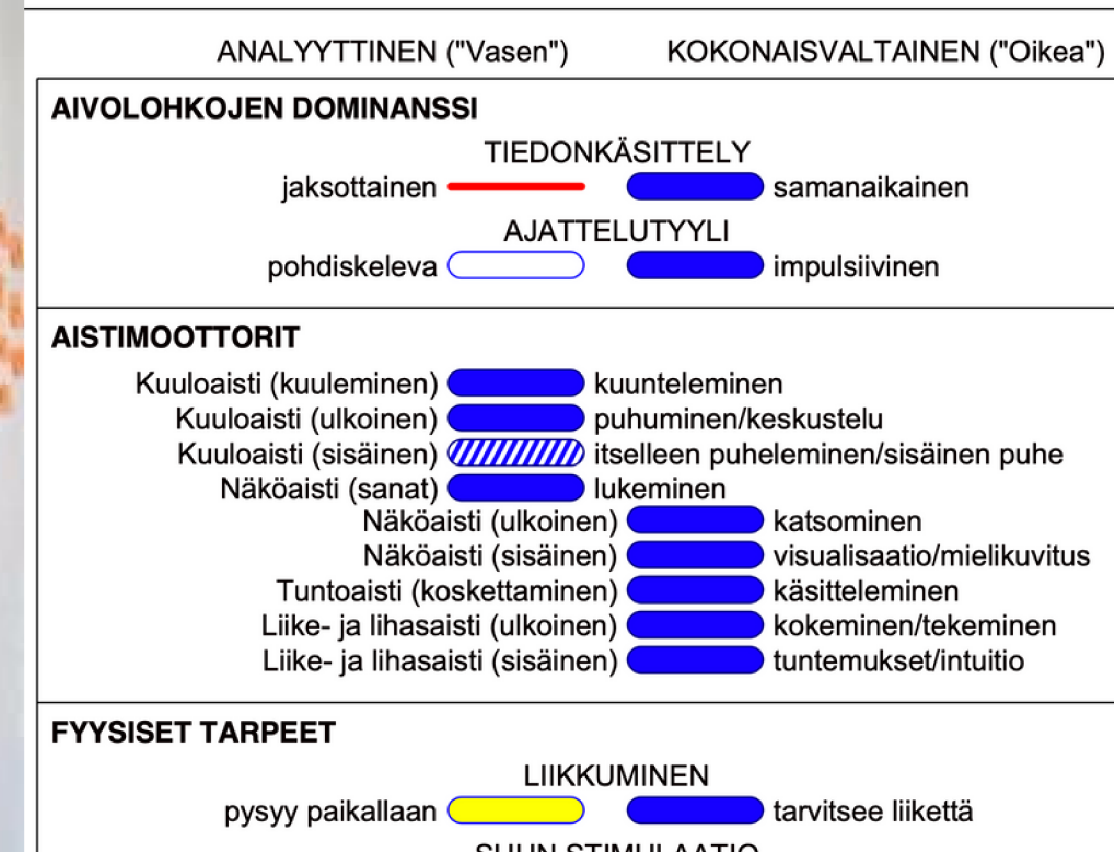 ANALYYTTINEN ("Vasen") KOKONAISVALTAINEN ("Oikea")
AIVOLOHKOJEN DOMINANSSI
TIEDONKÄSITTELY
jaksottainen samanaikainen
AJATTELUTYYLI
pohdiskeleva impulsiivinen
AISTIMOOTTORIT
Kuuloaisti (kuuleminen) kuunteleminen
Kuuloaisti (ulkoinen) puhuminen/keskustelu
Kuuloaisti (sisäinen) itselleen puheleminen/sisäinen puhe
Näköaisti (sanat) lukeminen
Näköaisti (ulkoinen) katsominen
Näköaisti (sisäinen) visualisaatio/mielikuvitus
Tuntoaisti (koskettaminen) käsitteleminen
Liike- ja lihasaisti (ulkoinen) kokeminen/tekeminen
Liike- ja lihasaisti (sisäinen) tuntemukset/intuitio
FYYSISET TARPEET
LIIKKUMINEN
pysyy paikallaan tarvitsee liikettä
SUUN STIMULAATIO